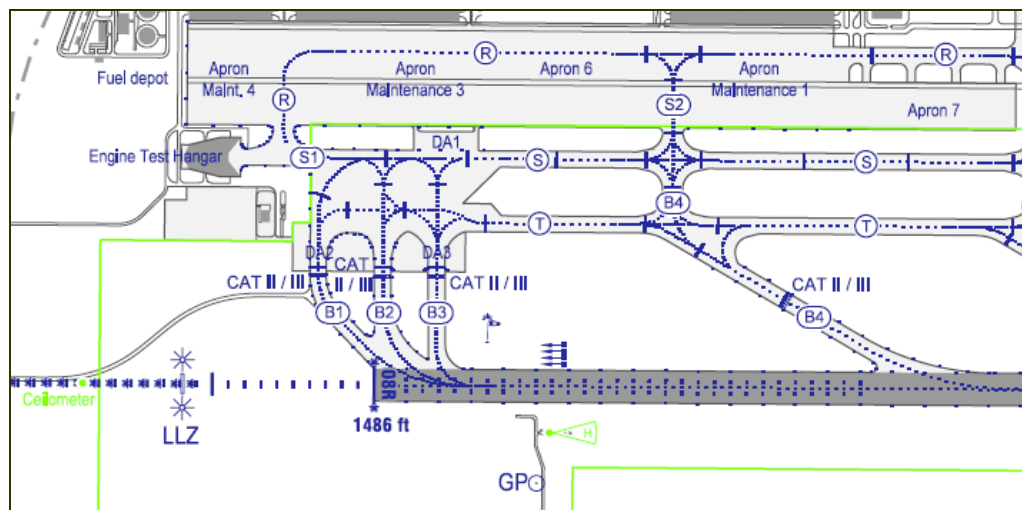 R
R
Fuel depot
Apron
Maint. 4
Apron
Maintenance 3
Apron 6
Apron
Maintenance 1
R
S2
Apron 7
DA1
Engine Test Hangar
S1
S
S
B4
T
T
DA2
CAT
DA3
CAT II / III
II / III
CAT II / III
CAT II / III
B1
B2
B3
B4
08R
LLZ
1486 ft
H
GP